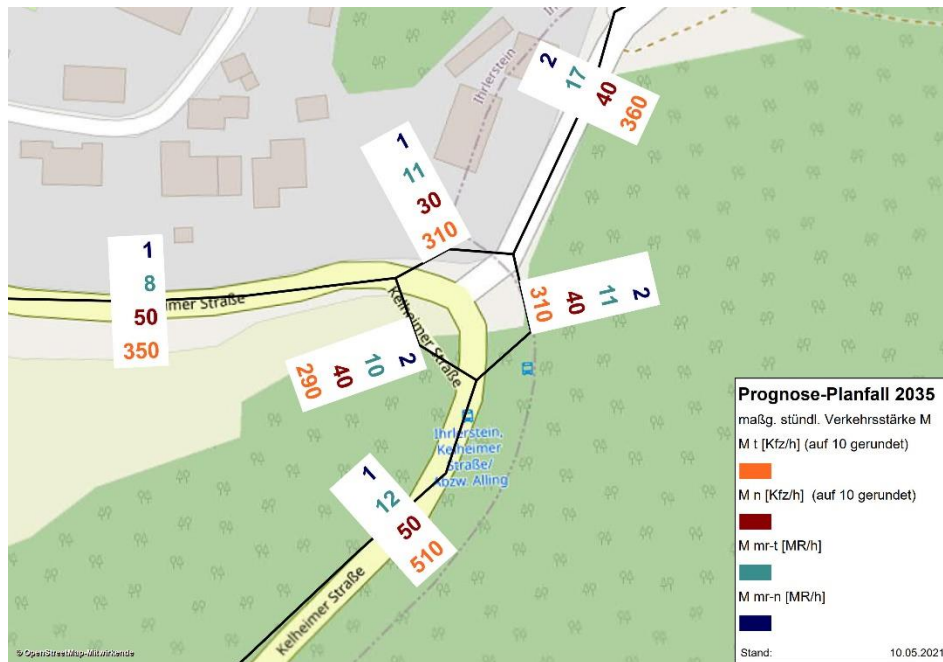 Ihrlerstein
2
17
40
360
1
11
30
310
1
8
50
350
Kelheimer Straße
310
40
11
2
290
40
10
2
Ihrlerstein,
Kelheimer
Straße/
Abzw. Alling
1
12
50
510
Kelheimer Straße
Prognose-Planfall 2035
maßg. stündl. Verkehrsstärke M
M t [Kfz/h] (auf 10 gerundet)
M n [Kfz/h] (auf 10 gerundet)
M mr-t [MR/h]
M mr-n [MR/h]
Stand: 10.05.2021
© OpenStreetMap-Mitwirkende